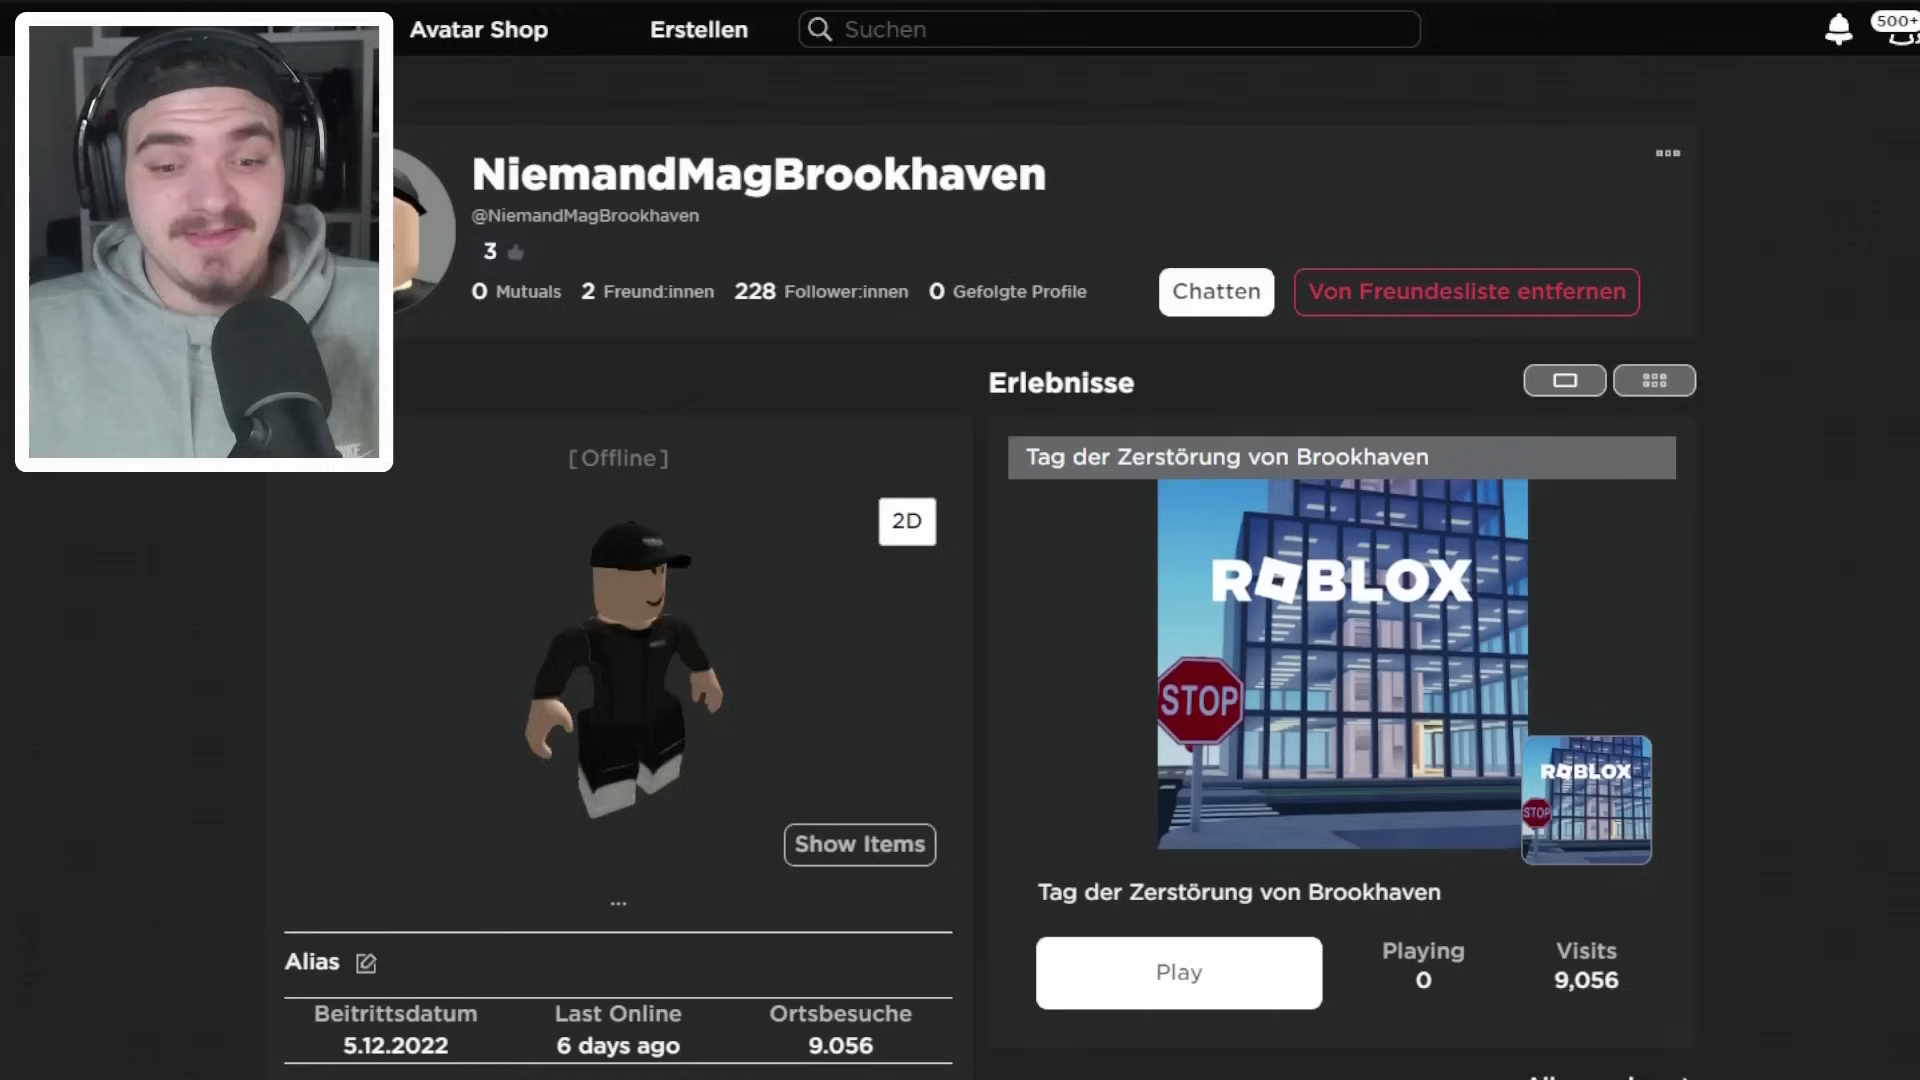 Avatar Shop
Erstellen
Suchen
500+
NiemandMagBrookhaven
@NiemandMagBrookhaven
3
0 Mutuals 2 Freund:innen 228 Follower:innen 0 Gefolgte Profile
Chatten
Von Freundesliste entfernen
Erlebnisse
[Offline]
2D
Show Items
...
Alias
Beitrittsdatum Last Online Ortsbesuche
5.12.2022 6 days ago 9.056
Tag der Zerstörung von Brookhaven
ROBLOX
STOP
ROBLOX
STOP
Tag der Zerstörung von Brookhaven
Play
Playing Visits
0 9,056